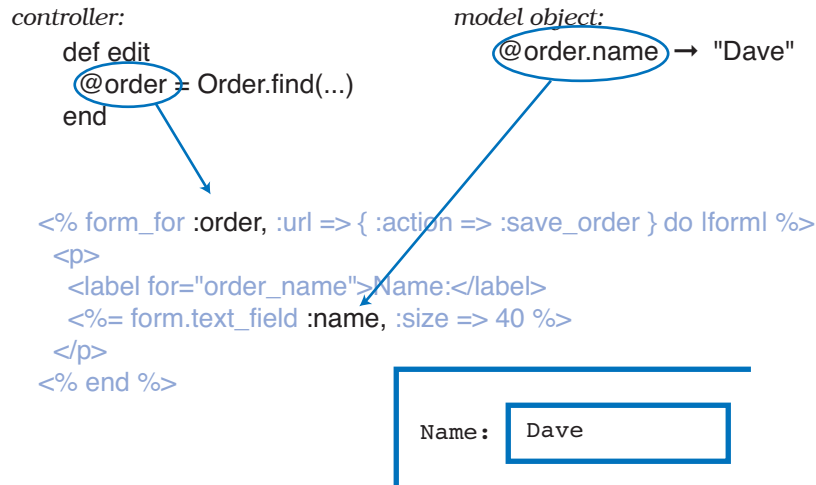 controller:
def edit
@order = Order.find(...)
end
model object:
@order.name → "Dave"
<% form_for :order, :url => { :action => :save_order } do |form| %>
<p>
<label for="order_name">Name:</label>
<%= form.text_field :name, :size => 40 %>
</p>
<% end %>
Name: Dave